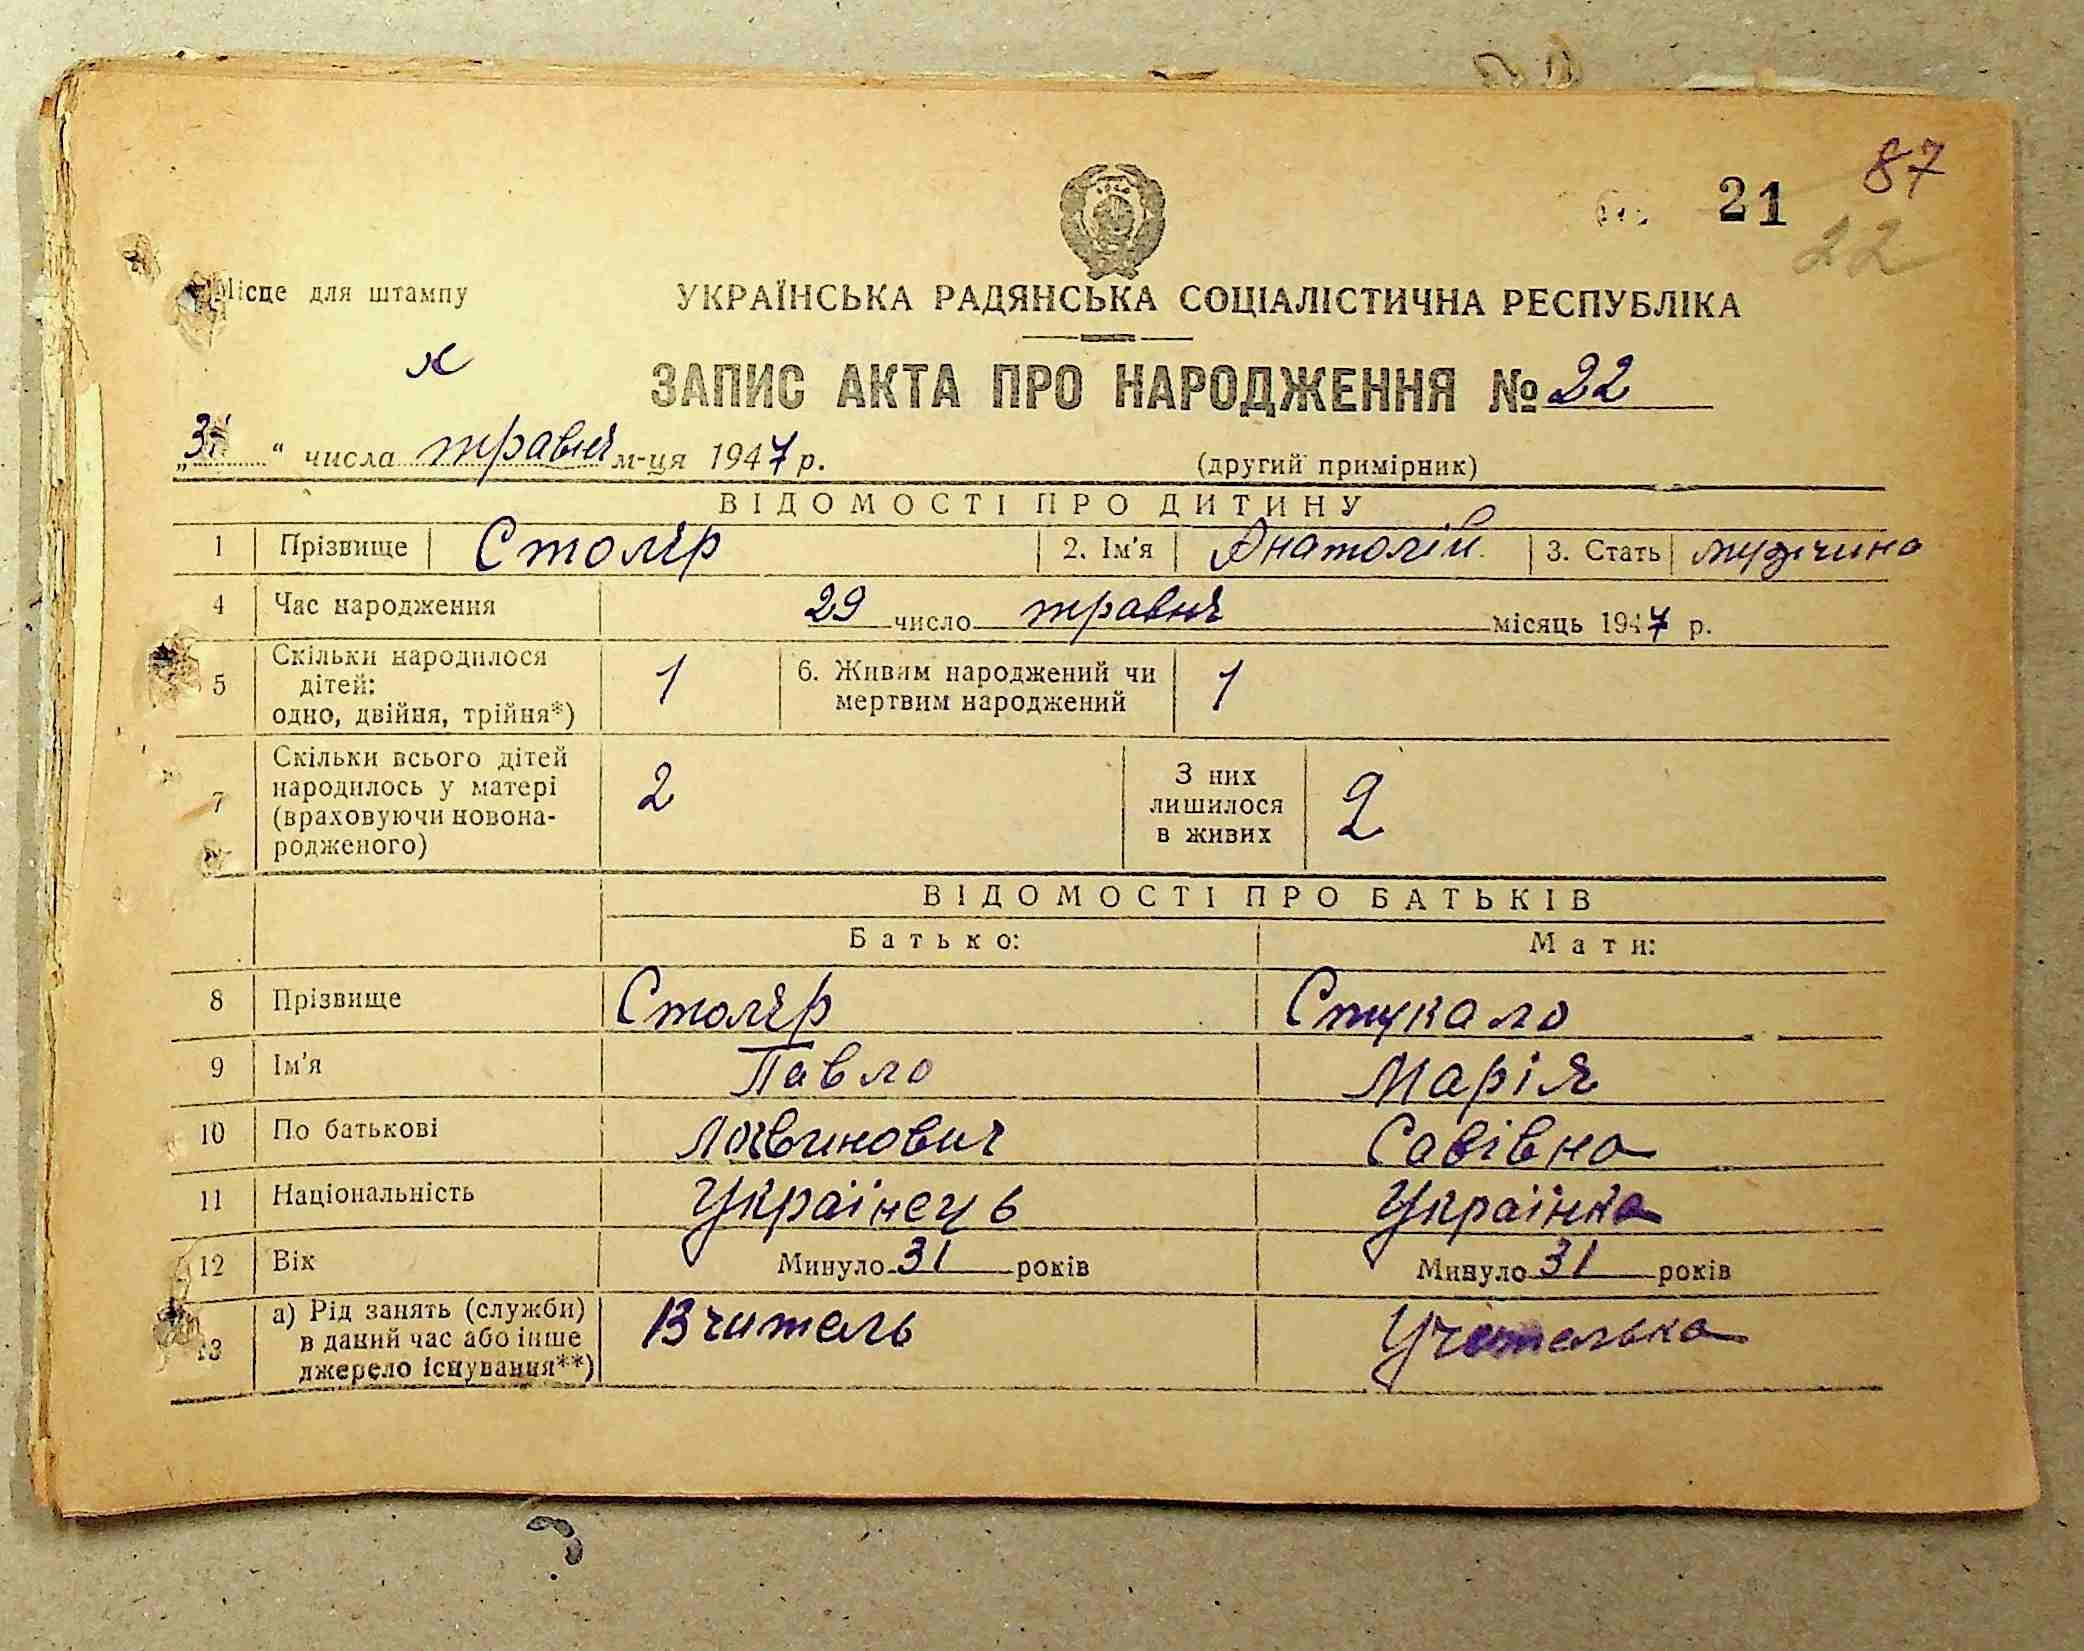 87
21
22
Місце для штампу
УКРАЇНСЬКА РАДЯНСЬКА СОЦІАЛІСТИЧНА РЕСПУБЛІКА
х
ЗАПИС АКТА ПРО НАРОДЖЕННЯ № 22
„31“ числа травня м-ця 1947 р.
(другий примірник)
ВІДОМОСТІ ПРО ДИТИНУ
1 Прізвище Столяр 2. Ім'я Анатолій 3. Стать мужчина
4 Час народження 29 число травня місяць 1947 р.
5 Скільки народилося дітей: одно, двійня, трійня*) 1 6. Живим народжений чи мертвим народжений 1
7 Скільки всього дітей народилось у матері (враховуючи новонародженого) 2 З них лишилося в живих 2
ВІДОМОСТІ ПРО БАТЬКІВ
Батько: Мати:
8 Прізвище Столяр Стукало
9 Ім'я Павло Марія
10 По батькові Савівна
11 Національність Українець Українка
12 Вік Минуло 31 років Минуло 31 років
13 а) Рід занять (служби) в даний час або інше джерело існування**) Вчитель Учителька